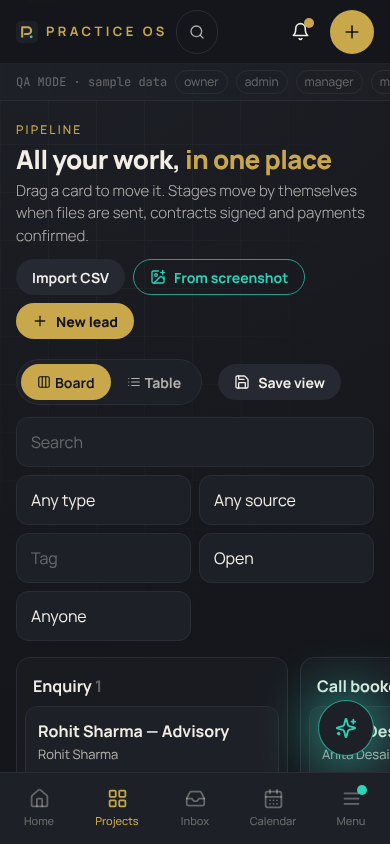 PRACTICE OS
QA MODE · sample data owner admin manager
PIPELINE
All your work, in one place
Drag a card to move it. Stages move by themselves
when files are sent, contracts signed and payments
confirmed.
Import CSV From screenshot
New lead
Board Table Save view
Search
Any type Any source
Tag Open
Anyone
Enquiry 1 Call booke
Rohit Sharma — Advisory
Rohit Sharma Anita Desai
Home Projects Inbox Calendar Menu